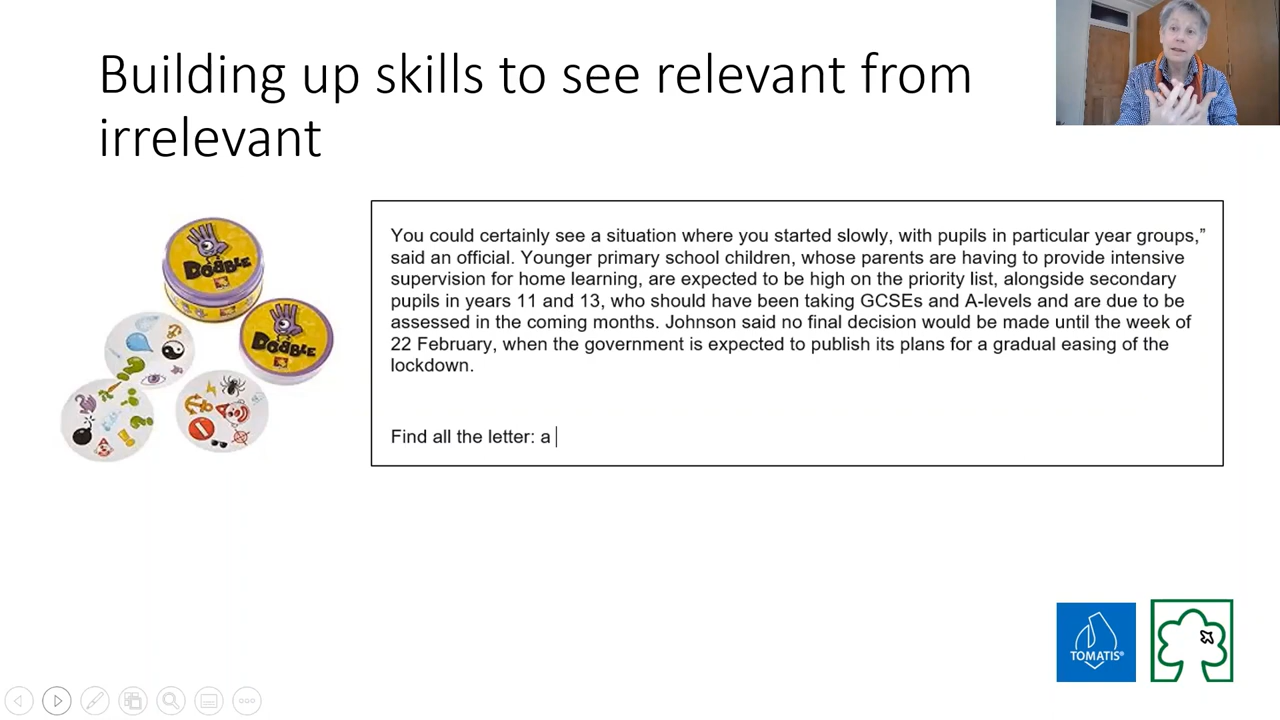 Building up skills to see relevant from
irrelevant
DOBBLE
DOBBLE
You could certainly see a situation where you started slowly, with pupils in particular year groups,”
said an official. Younger primary school children, whose parents are having to provide intensive
supervision for home learning, are expected to be high on the priority list, alongside secondary
pupils in years 11 and 13, who should have been taking GCSEs and A-levels and are due to be
assessed in the coming months. Johnson said no final decision would be made until the week of
22 February, when the government is expected to publish its plans for a gradual easing of the
lockdown.
Find all the letter: a
TOMATIS®